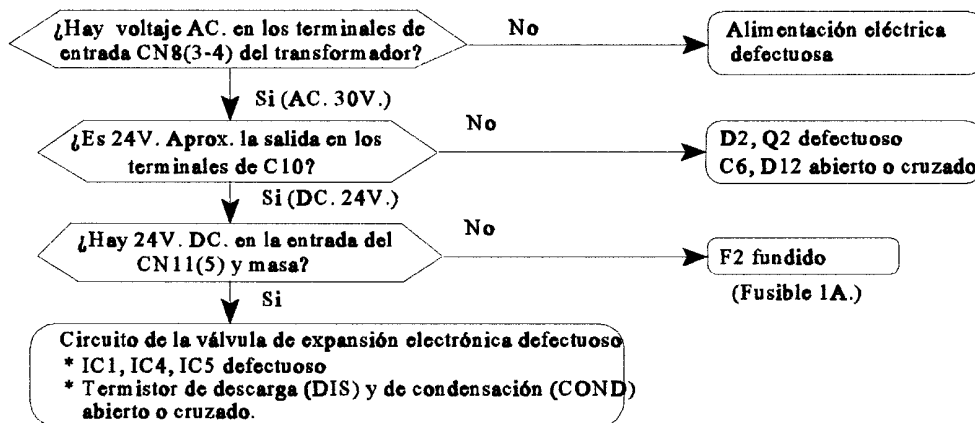 ¿Hay voltaje AC. en los terminales de
entrada CN8(3-4) del transformador?
No
Alimentación eléctrica
defectuosa
Si (AC. 30V.)
¿Es 24V. Aprox. la salida en los
terminales de C10?
No
D2, Q2 defectuoso
C6, D12 abierto o cruzado
Si (DC. 24V.)
¿Hay 24V. DC. en la entrada del
CN11(5) y masa?
No
F2 fundido
(Fusible 1A.)
Si
Circuito de la válvula de expansión electrónica defectuoso
* IC1, IC4, IC5 defectuoso
* Termistor de descarga (DIS) y de condensación (COND)
abierto o cruzado.